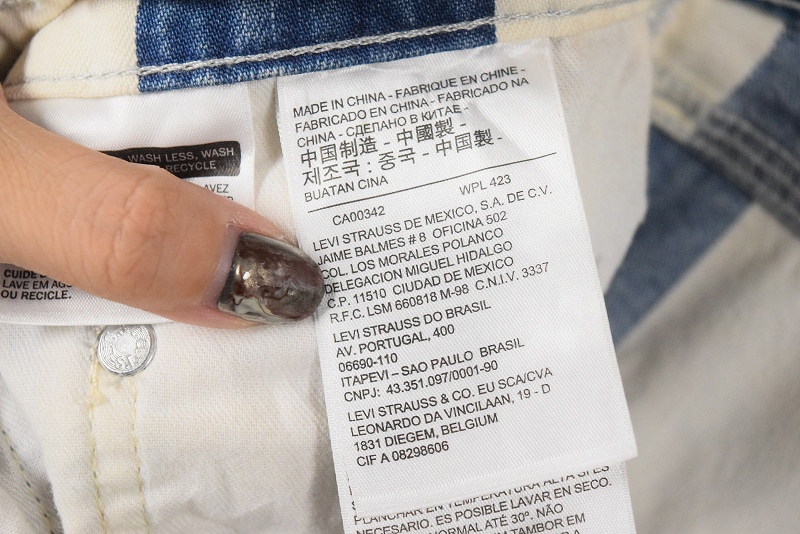 MADE IN CHINA - FABRIQUE EN CHINE -
FABRICADO EN CHINA - FABRICADO NA
CHINA - СДЕЛАНО В КИТАЕ -
中国制造 - 中國製 -
제조국 : 중국 - 中国製 -
BUATAN CINA
CA00342 WPL 423
LEVI STRAUSS DE MEXICO, S.A. DE C.V.
JAIME BALMES # 8 OFICINA 502
COL. LOS MORALES POLANCO
DELEGACION MIGUEL HIDALGO
C.P. 11510 CIUDAD DE MEXICO
R.F.C. LSM 660818 M-98 C.N.I.V. 3337
LEVI STRAUSS DO BRASIL
AV. PORTUGAL, 400
06690-110
ITAPEVI – SAO PAULO BRASIL
CNPJ: 43.351.097/0001-90
LEVI STRAUSS & CO. EU SCA/CVA
LEONARDO DA VINCILAAN, 19 - D
1831 DIEGEM, BELGIUM
CIF A 08298606
PLANCHAR EN TEMPERATURA ALTA SI ES
NECESARIO. ES POSIBLE LAVAR EN SECO.
NORMAL ATÉ 30º. NÃO
TAMBOR EM
WASH LESS, WASH
RECYCLE
LAVEZ
CUIDE
LAVE A
OU RECICLE.